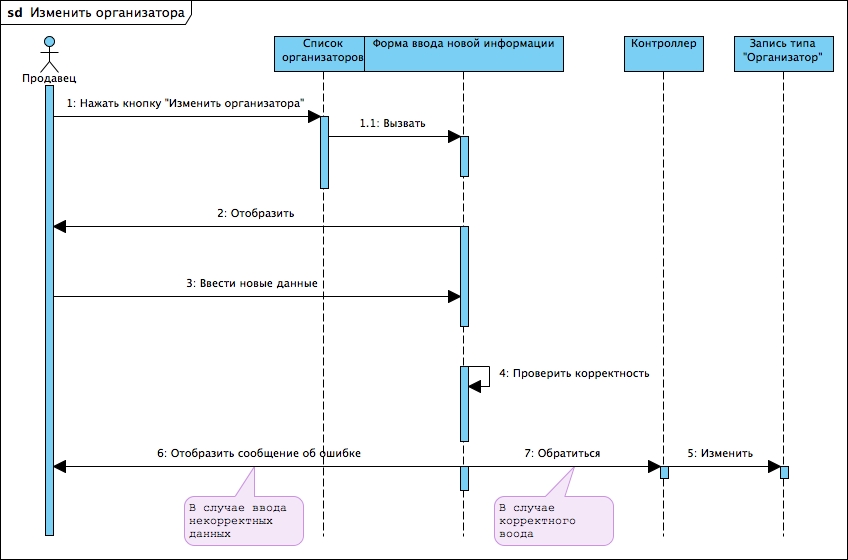 sd Изменить организатора
Продавец
Список
организаторов
Форма ввода новой информации
Контроллер
Запись типа
"Организатор"
1: Нажать кнопку "Изменить организатора"
1.1: Вызвать
2: Отобразить
3: Ввести новые данные
4: Проверить корректность
6: Отобразить сообщение об ошибке
7: Обратиться
5: Изменить
В случае ввода
некорректных
данных
В случае
корректного
воода